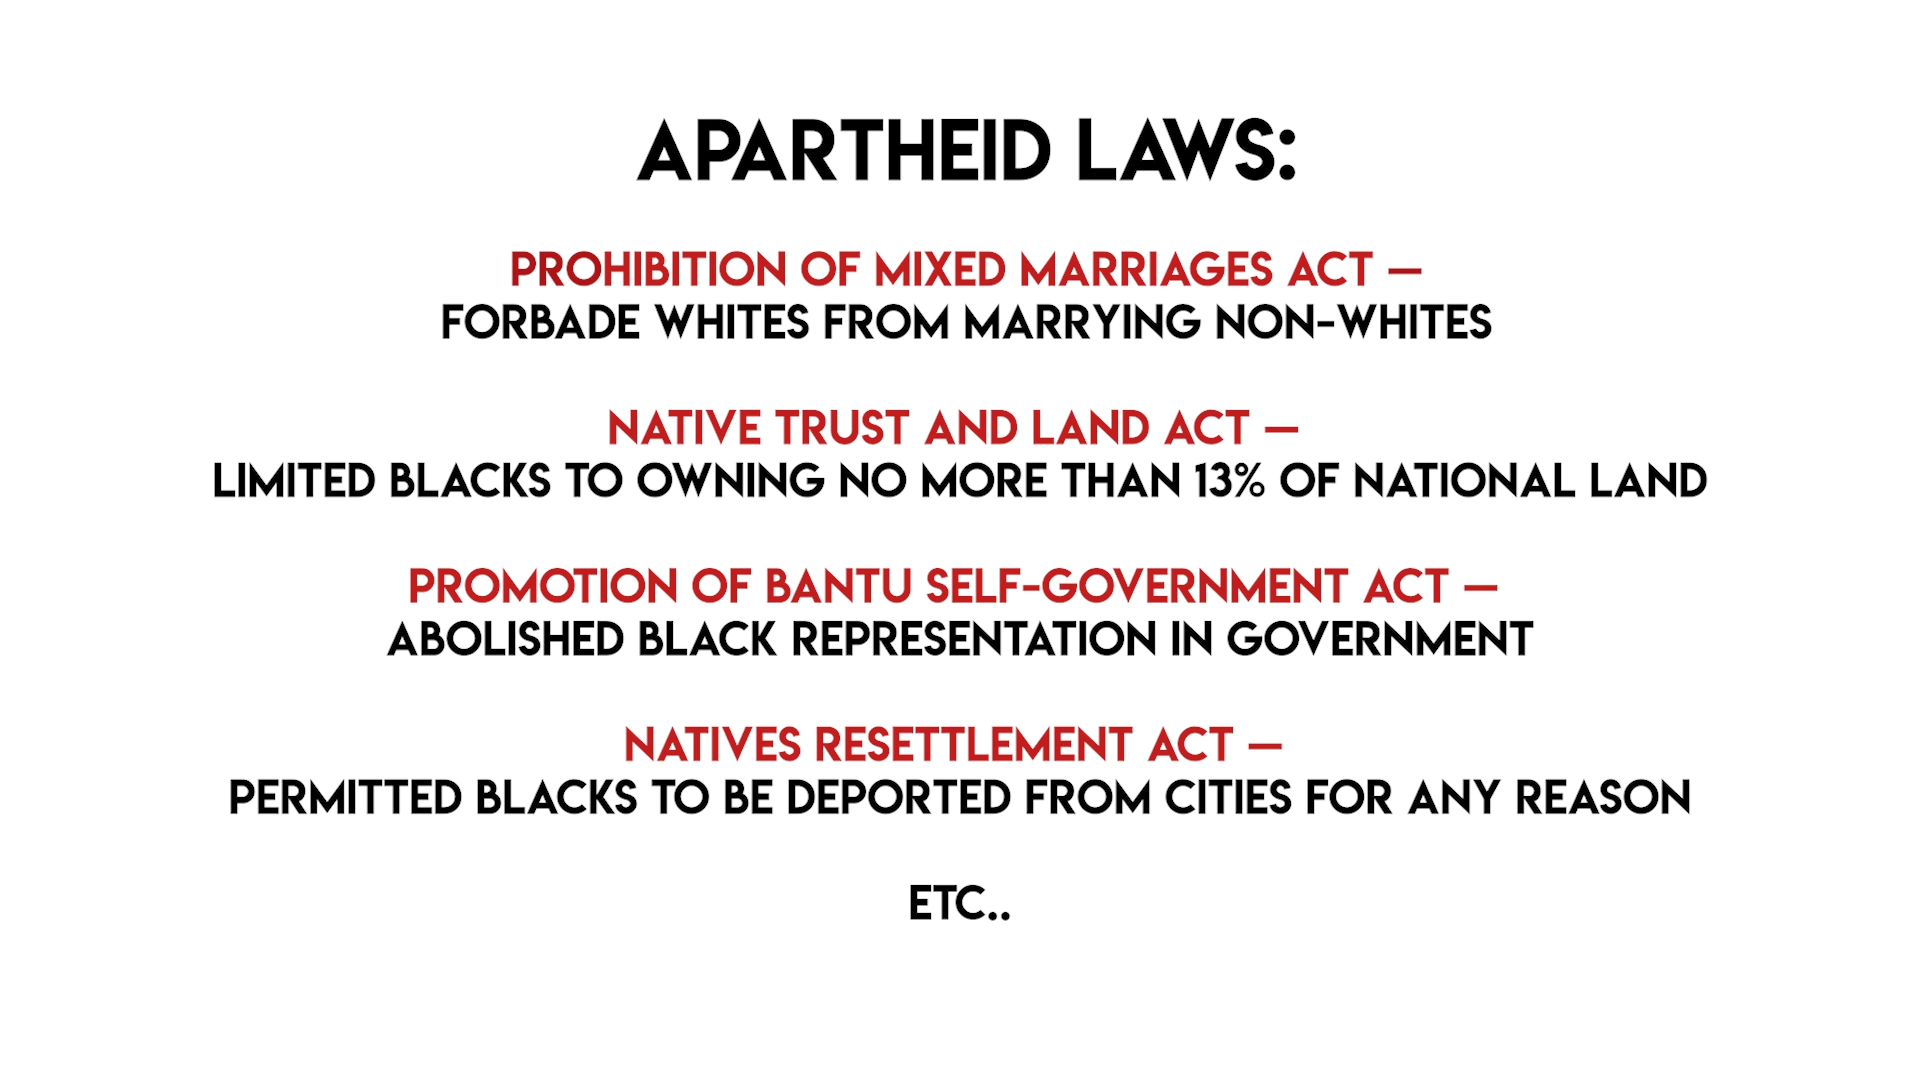 APARTHEID LAWS:
PROHIBITION OF MIXED MARRIAGES ACT –
FORBADE WHITES FROM MARRYING NON-WHITES
NATIVE TRUST AND LAND ACT –
LIMITED BLACKS TO OWNING NO MORE THAN 13% OF NATIONAL LAND
PROMOTION OF BANTU SELF-GOVERNMENT ACT –
ABOLISHED BLACK REPRESENTATION IN GOVERNMENT
NATIVES RESETTLEMENT ACT –
PERMITTED BLACKS TO BE DEPORTED FROM CITIES FOR ANY REASON
ETC..